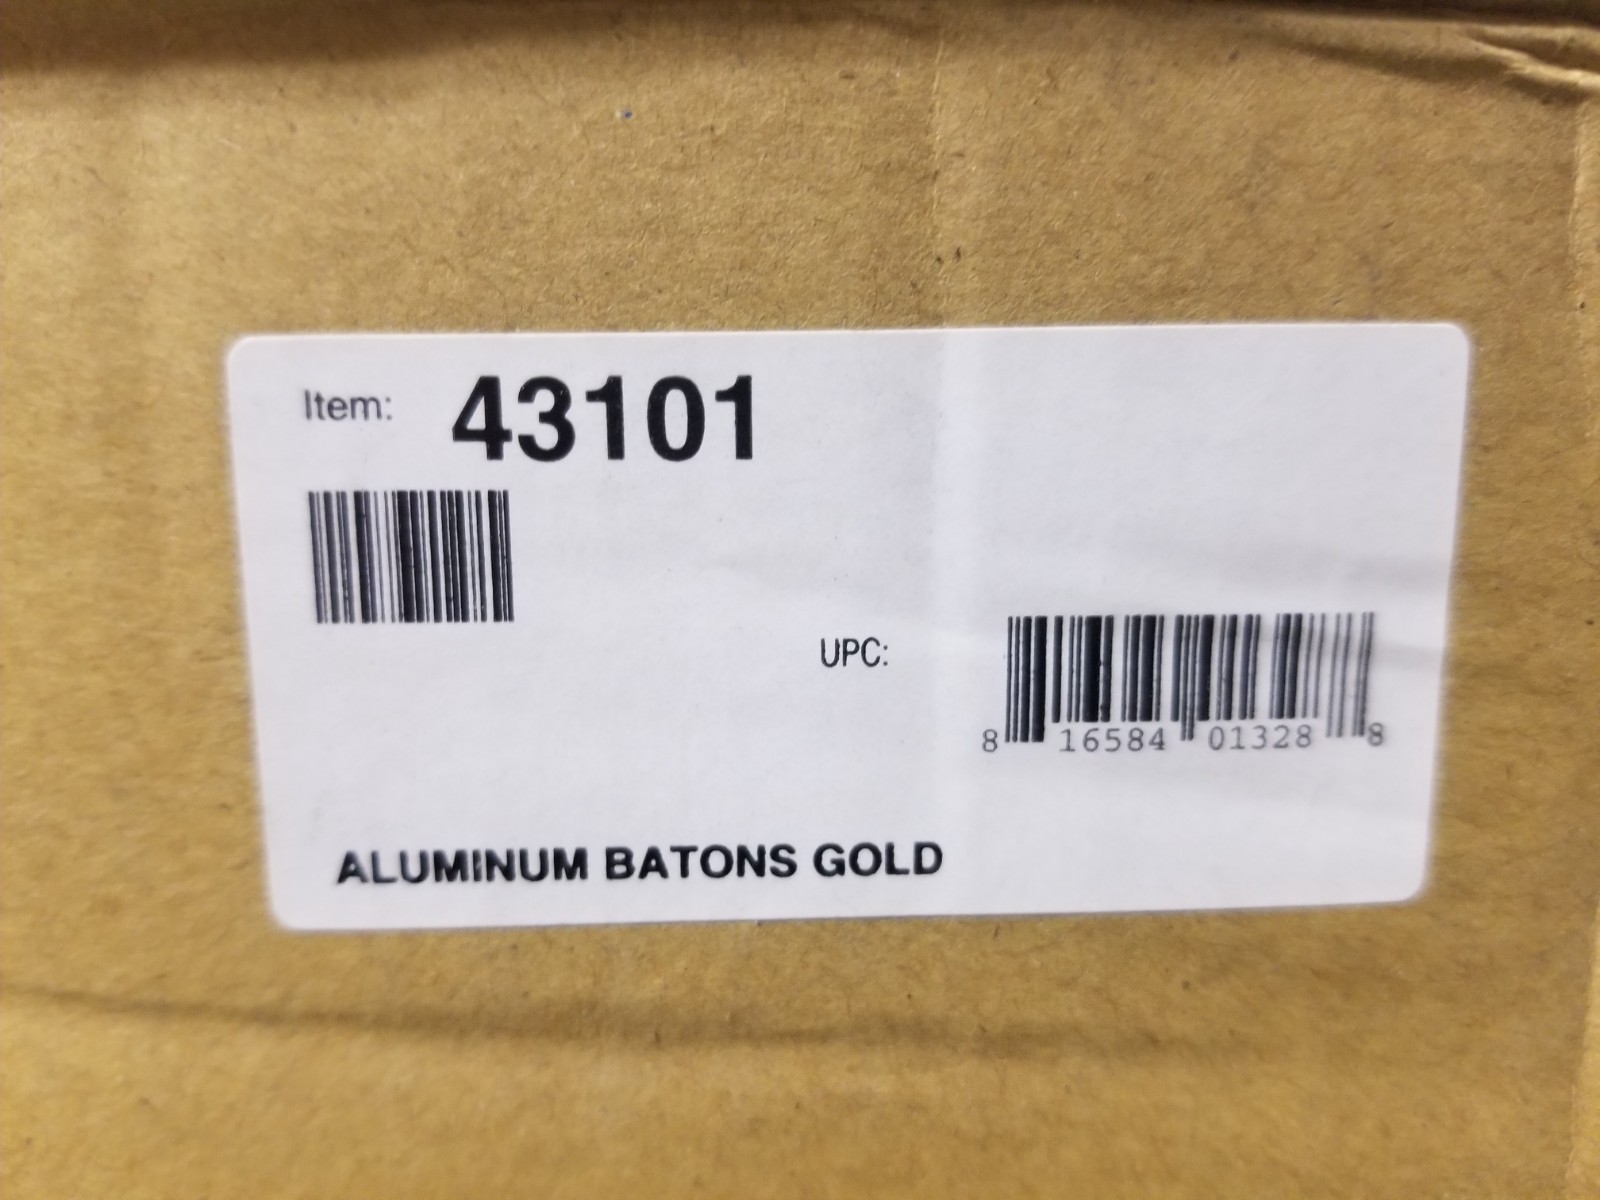 Item: 43101
UPC:
8 16584 01328 8
ALUMINUM BATONS GOLD